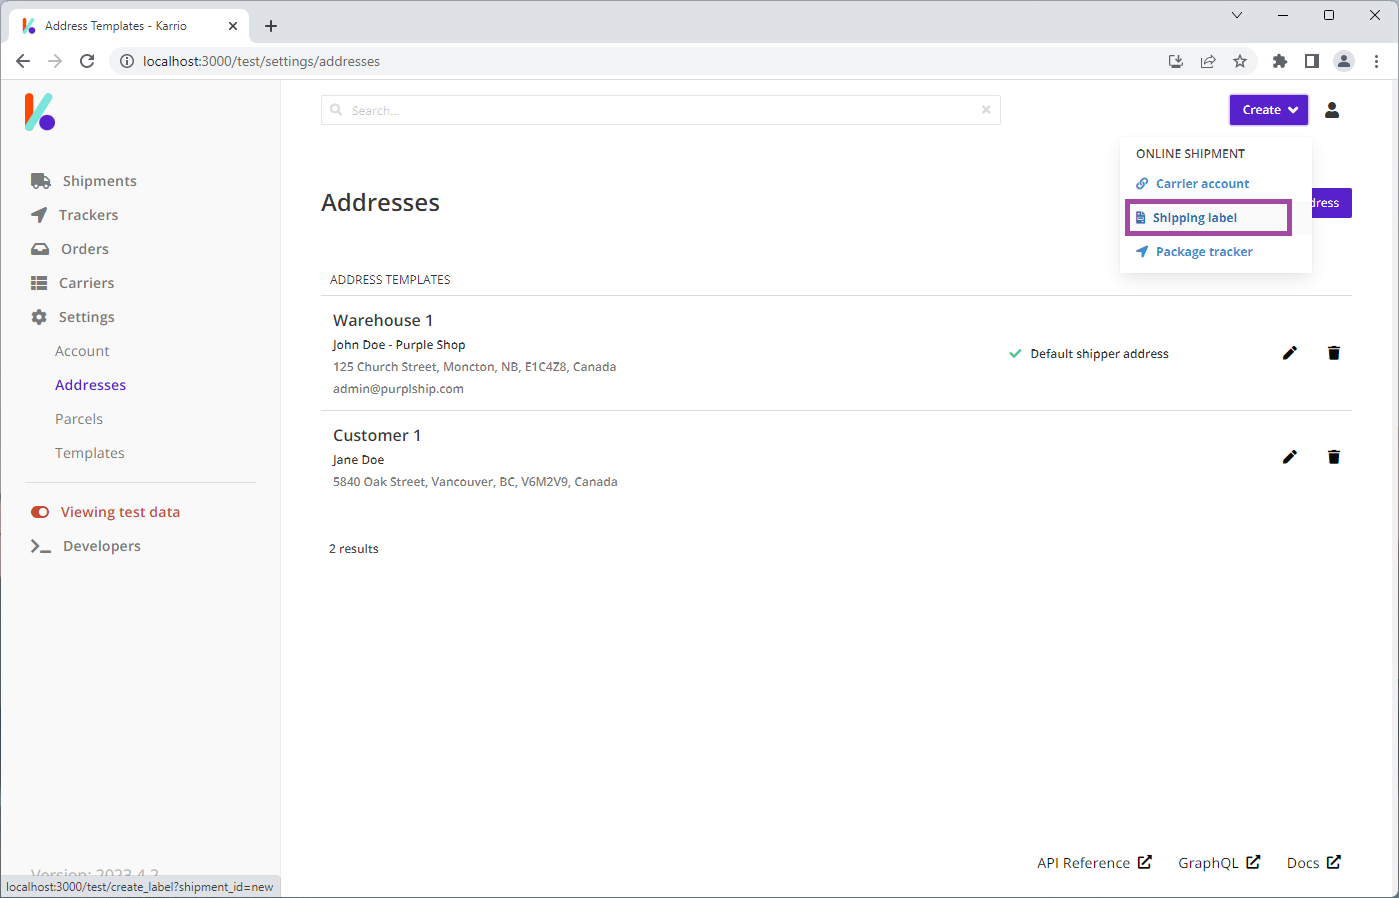 Address Templates - Karrio
localhost:3000/test/settings/addresses
Search...
Create
ONLINE SHIPMENT
Carrier account
Shipping label
Package tracker
Shipments
Trackers
Orders
Carriers
Settings
Account
Addresses
Parcels
Templates
Viewing test data
Developers
Addresses
dress
ADDRESS TEMPLATES
Warehouse 1
John Doe - Purple Shop
125 Church Street, Moncton, NB, E1C4Z8, Canada
admin@purplship.com
Default shipper address
Customer 1
Jane Doe
5840 Oak Street, Vancouver, BC, V6M2V9, Canada
2 results
API Reference GraphQL Docs
Version: 2023.4.2
localhost:3000/test/create_label?shipment_id=new